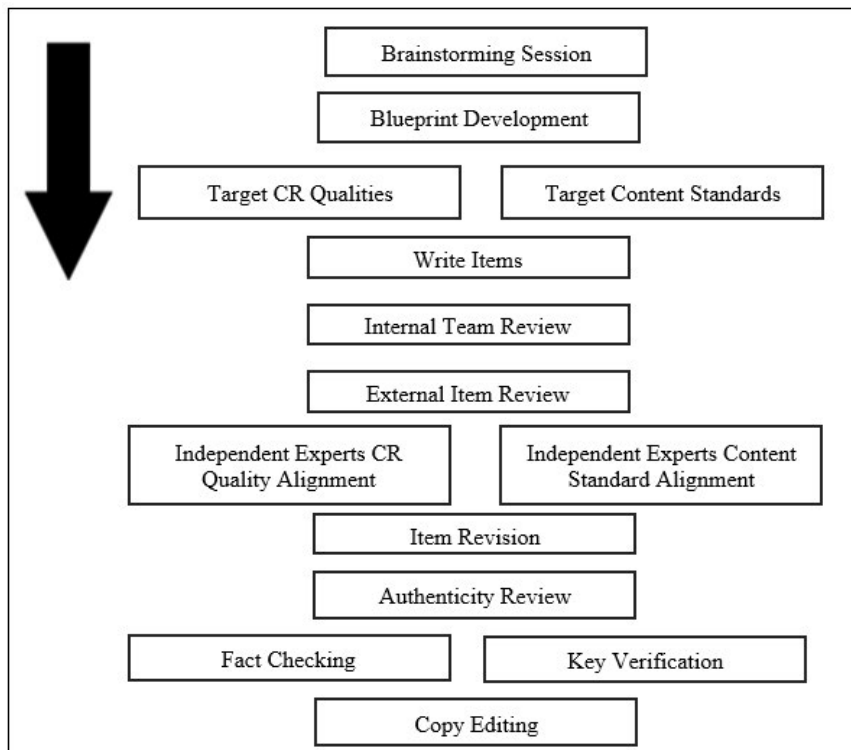 Brainstorming Session
Blueprint Development
Target CR Qualities
Target Content Standards
Write Items
Internal Team Review
External Item Review
Independent Experts CR
Quality Alignment
Independent Experts Content
Standard Alignment
Item Revision
Authenticity Review
Fact Checking
Key Verification
Copy Editing